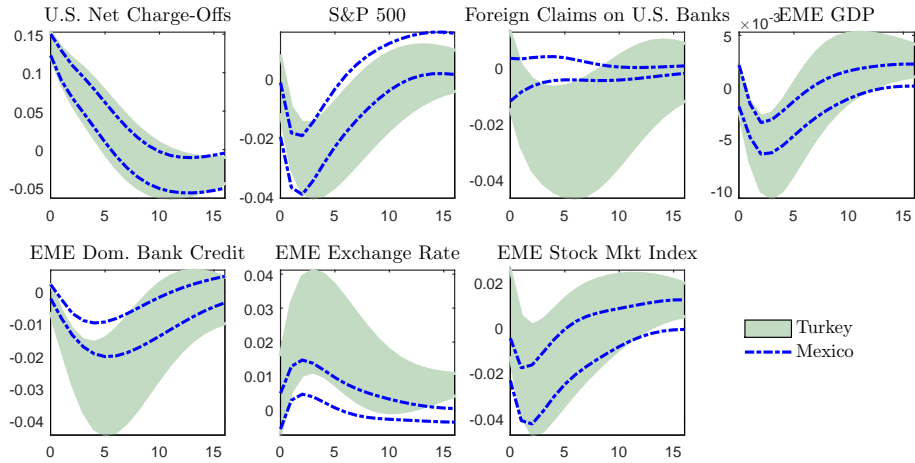 U.S. Net Charge-Offs
S&P 500
Foreign Claims on U.S. Banks
EME GDP
×10⁻³
0.15
0.1
0.05
0
-0.05
0 5 10 15
0
-0.02
-0.04
0 5 10 15
0
-0.02
-0.04
0 5 10 15
5
0
-5
-10
0 5 10 15
EME Dom. Bank Credit
EME Exchange Rate
EME Stock Mkt Index
0
-0.01
-0.02
-0.03
-0.04
0 5 10 15
0.04
0.03
0.02
0.01
0
0 5 10 15
0.02
0
-0.02
-0.04
0 5 10 15
Turkey
Mexico